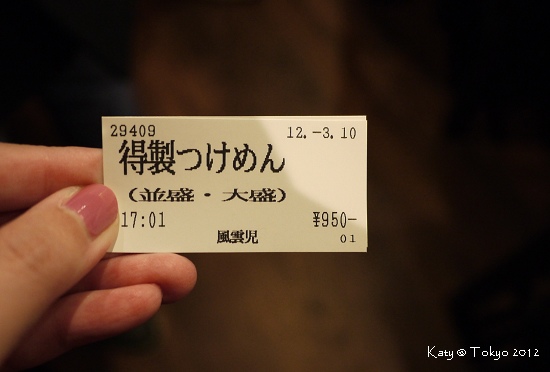 29409 12.-3.10
得製つけめん
（並盛・大盛）
17:01 ¥950-
風雲児 01
Katy @ Tokyo 2012